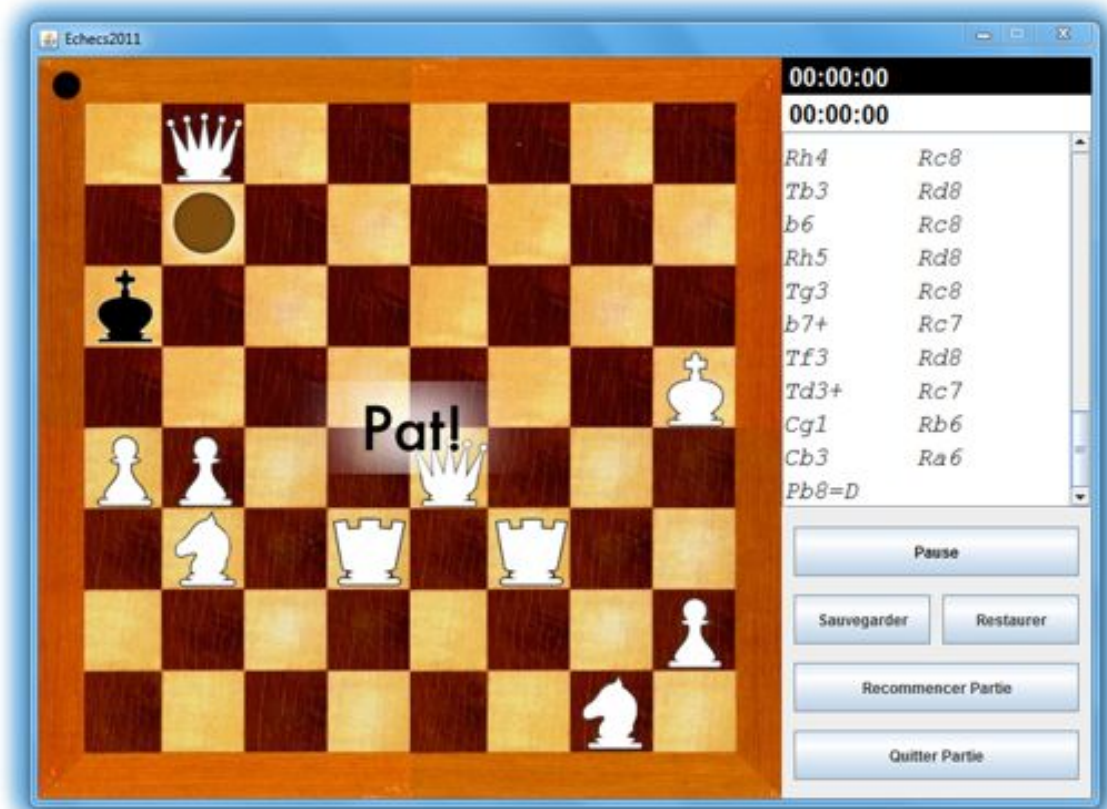 Echecs2011
00:00:00
00:00:00
Rh4 Rc8
Tb3 Rd8
b6 Rc8
Rh5 Rd8
Tg3 Rc8
b7+ Rc7
Tf3 Rd8
Td3+ Rc7
Cg1 Rb6
Cb3 Ra6
Pb8=D
Pat!
Pause
Sauvegarder Restaurer
Recommencer Partie
Quitter Partie